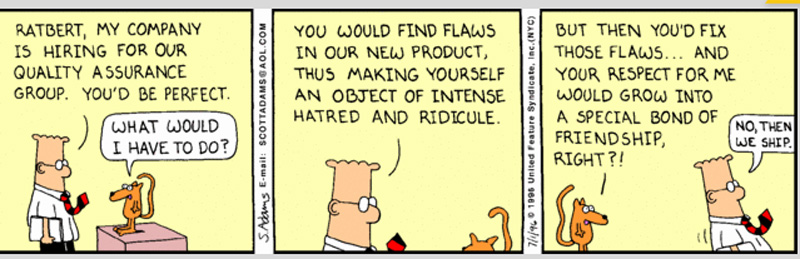 RATBERT, MY COMPANY
IS HIRING FOR OUR
QUALITY ASSURANCE
GROUP. YOU'D BE PERFECT.
WHAT WOULD
I HAVE TO DO?
S.Adams E-mail: SCOTTADAMS@AOL.COM
YOU WOULD FIND FLAWS
IN OUR NEW PRODUCT,
THUS MAKING YOURSELF
AN OBJECT OF INTENSE
HATRED AND RIDICULE.
7/1/96 © 1996 United Feature Syndicate, Inc.(NYC)
BUT THEN YOU'D FIX
THOSE FLAWS... AND
YOUR RESPECT FOR ME
WOULD GROW INTO
A SPECIAL BOND OF
FRIENDSHIP,
RIGHT?!
NO, THEN
WE SHIP.